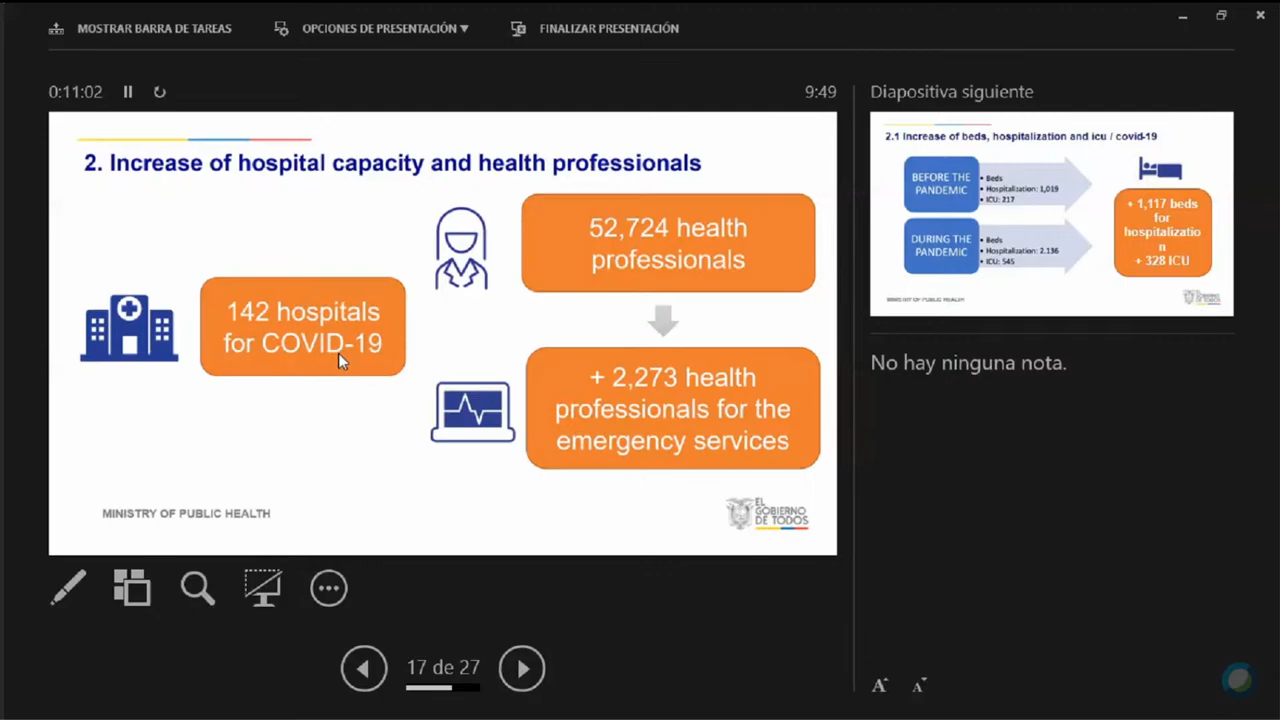 MOSTRAR BARRA DE TAREAS
OPCIONES DE PRESENTACIÓN ▼
FINALIZAR PRESENTACIÓN
0:11:02
9:49
2. Increase of hospital capacity and health professionals
142 hospitals
for COVID-19
52,724 health
professionals
+ 2,273 health
professionals for the
emergency services
MINISTRY OF PUBLIC HEALTH
EL
GOBIERNO
DE TODOS
17 de 27
Diapositiva siguiente
2.1 Increase of beds, hospitalization and icu / covid-19
BEFORE THE
PANDEMIC
• Beds
• Hospitalization: 1,019
• ICU: 217
DURING THE
PANDEMIC
• Beds
• Hospitalization: 2.136
• ICU: 545
+ 1,117 beds
for
hospitalizatio
n
+ 328 ICU
MINISTRY OF PUBLIC HEALTH
No hay ninguna nota.
A A